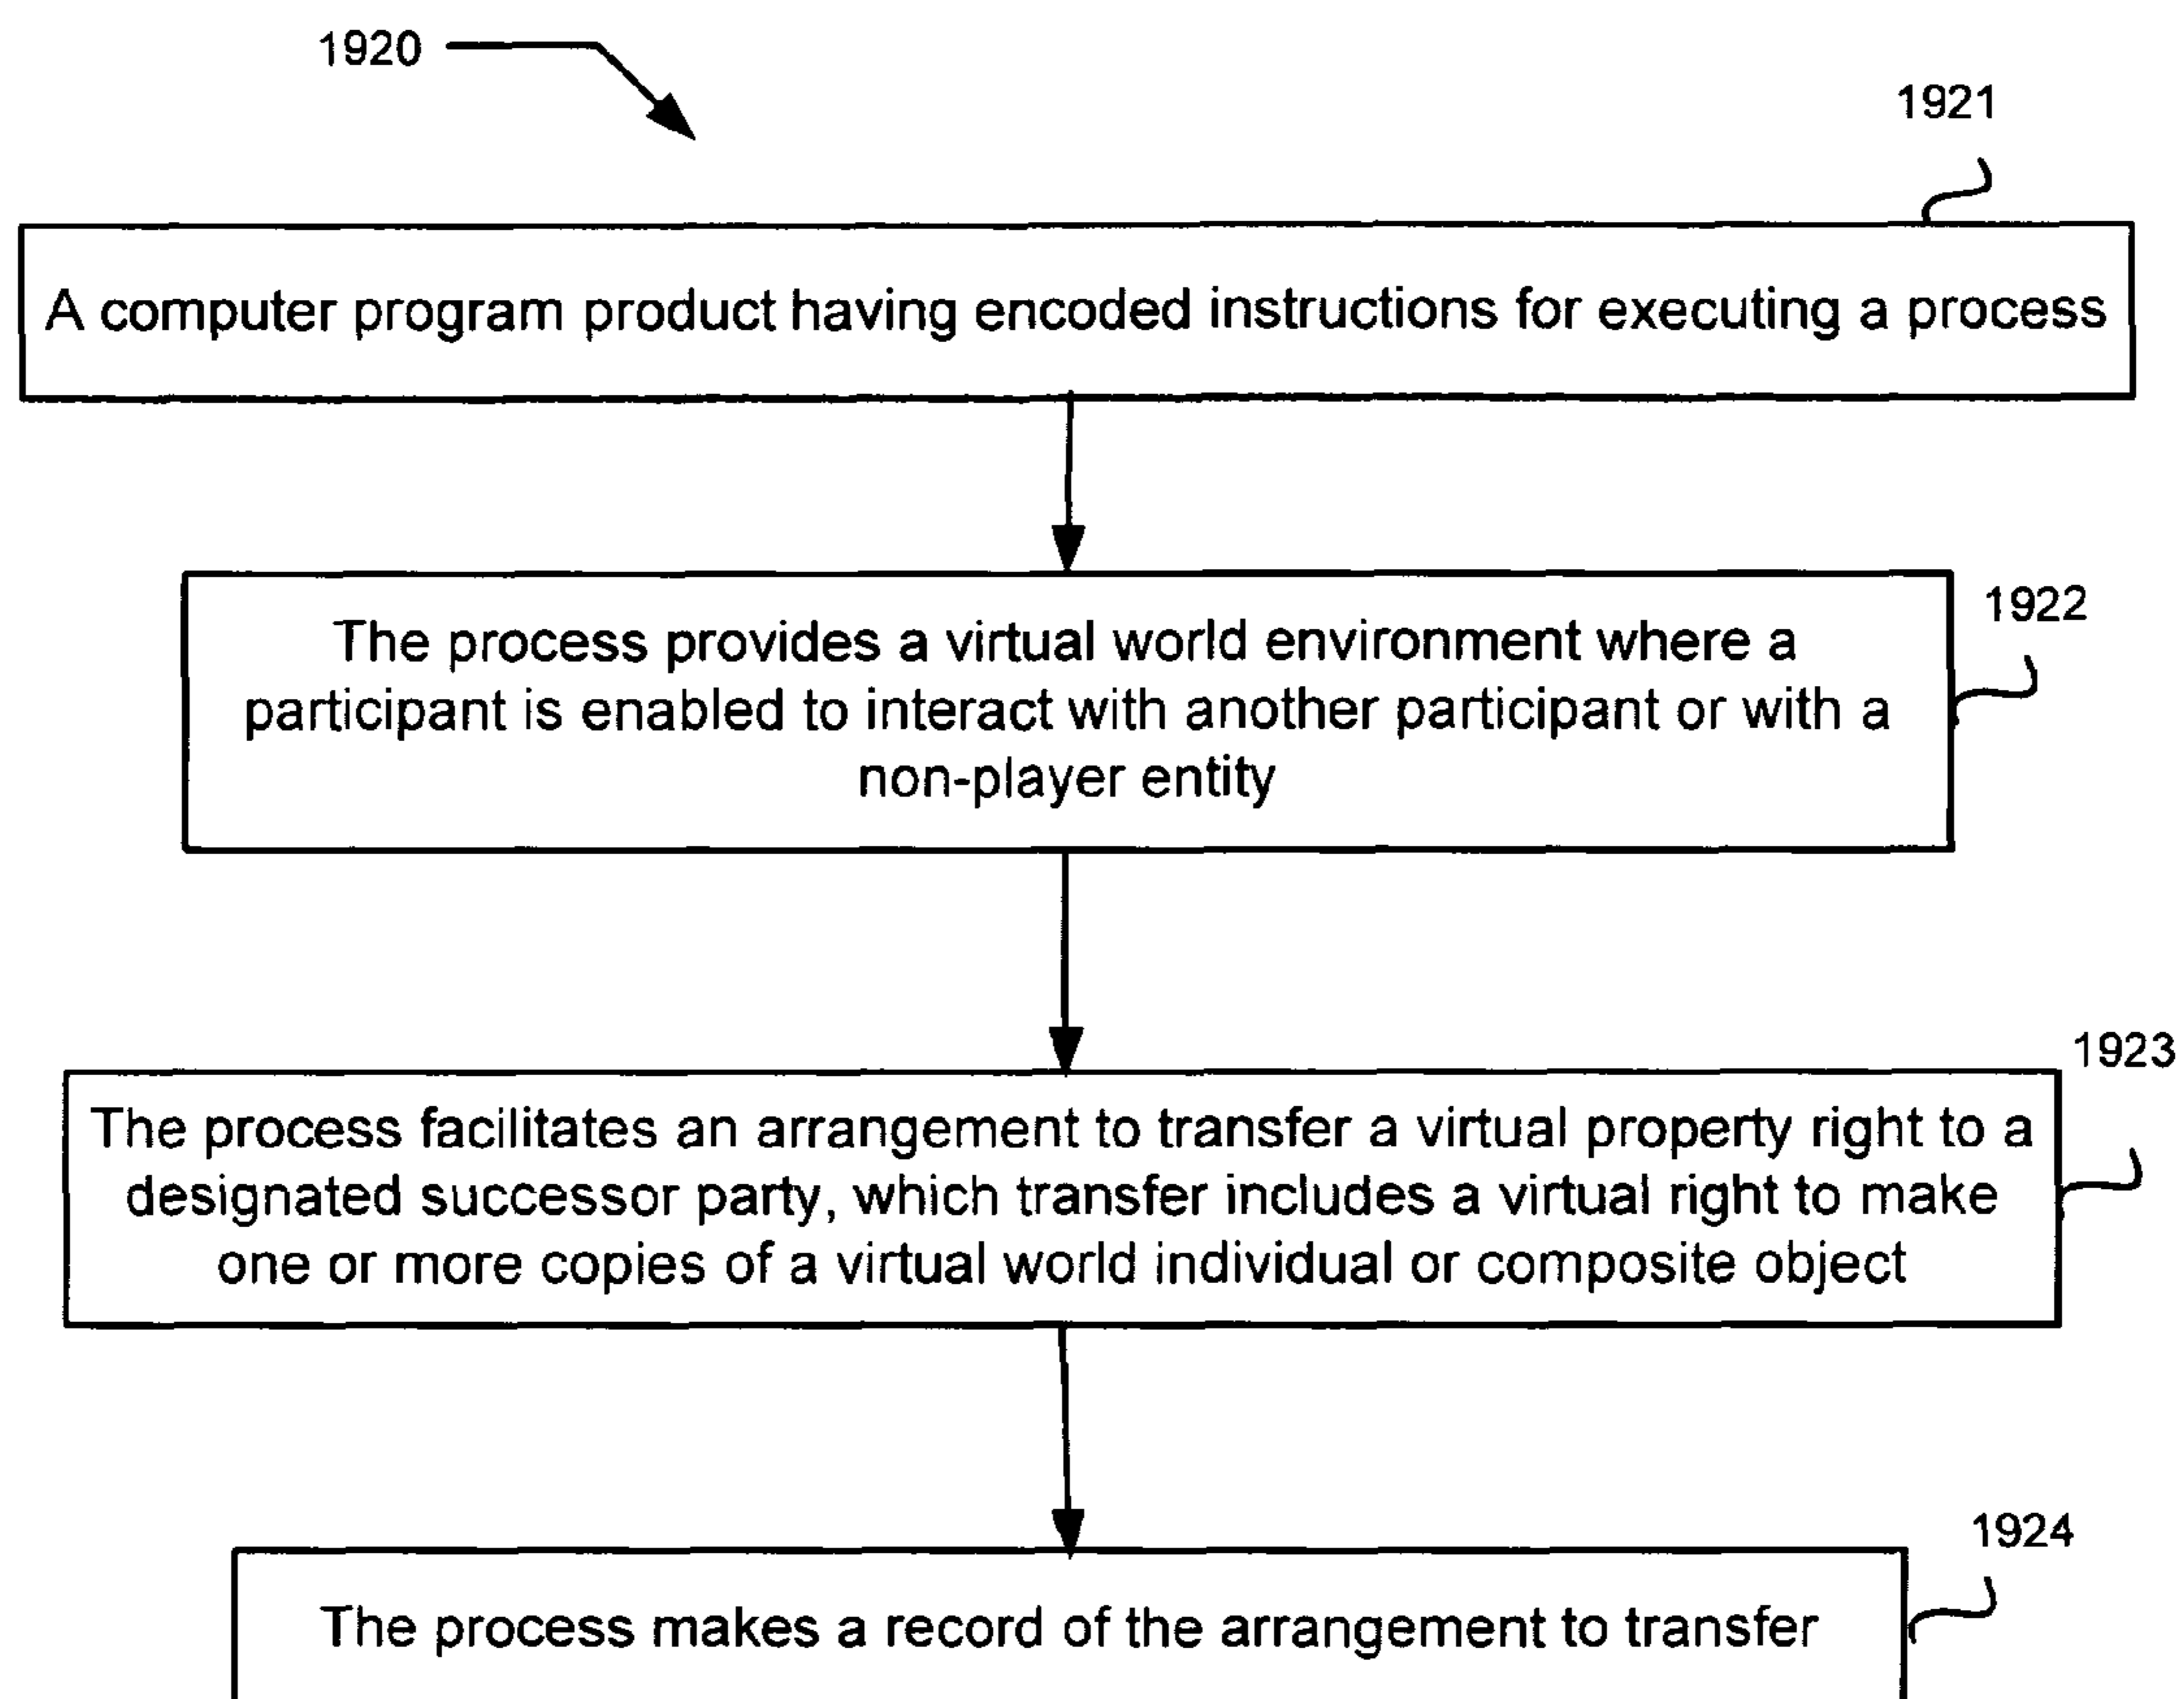 1920
1921
A computer program product having encoded instructions for executing a process
1922
The process provides a virtual world environment where a
participant is enabled to interact with another participant or with a
non-player entity
1923
The process facilitates an arrangement to transfer a virtual property right to a
designated successor party, which transfer includes a virtual right to make
one or more copies of a virtual world individual or composite object
1924
The process makes a record of the arrangement to transfer